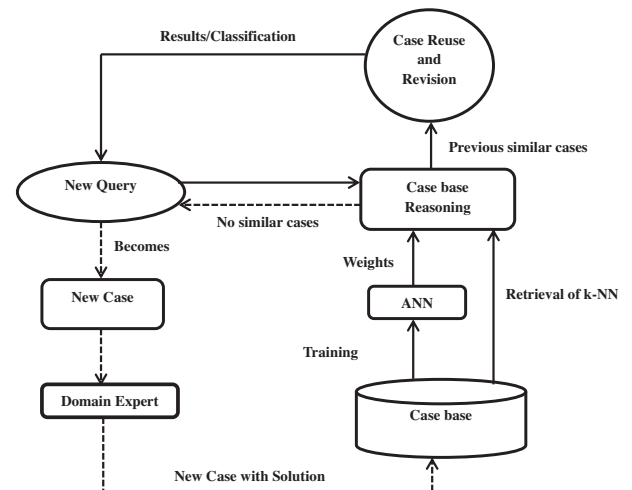 Results/Classification
Case Reuse
and
Revision
Previous similar cases
New Query
Case base
Reasoning
No similar cases
Becomes
Weights
New Case
ANN
Retrieval of k-NN
Training
Domain Expert
Case base
New Case with Solution